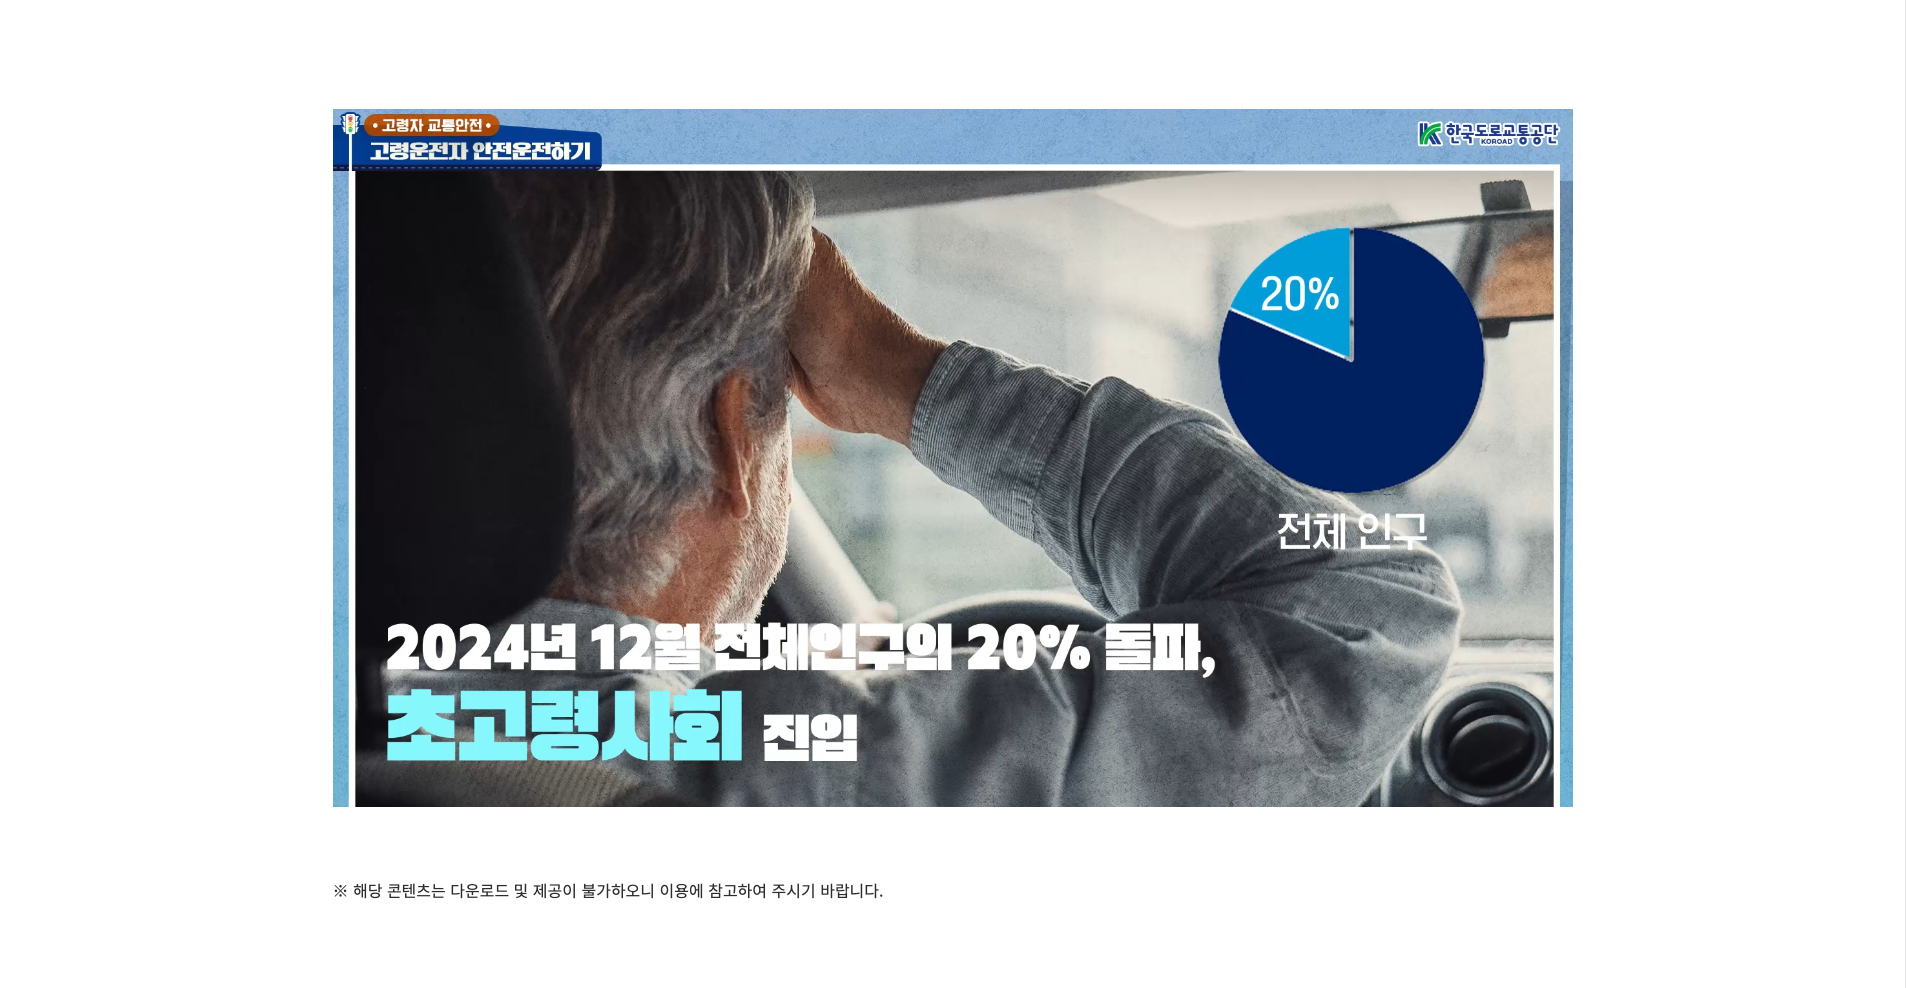 • 고령자 교통안전 •
고령운전자 안전운전하기
한국도로교통공단
KOROAD
20%
전체 인구
2024년 12월 전체인구의 20% 돌파,
초고령사회 진입
※ 해당 콘텐츠는 다운로드 및 제공이 불가하오니 이용에 참고하여 주시기 바랍니다.